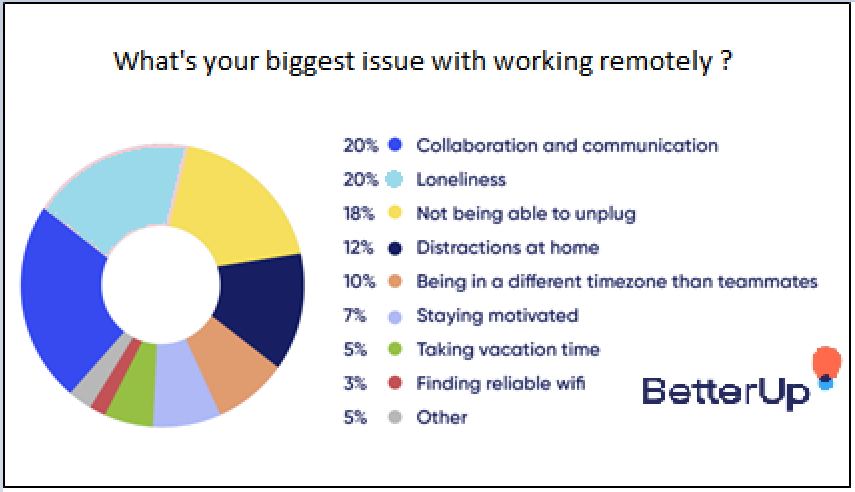 What's your biggest issue with working remotely ?
20% Collaboration and communication
20% Loneliness
18% Not being able to unplug
12% Distractions at home
10% Being in a different timezone than teammates
7% Staying motivated
5% Taking vacation time
3% Finding reliable wifi
5% Other
BetterUp